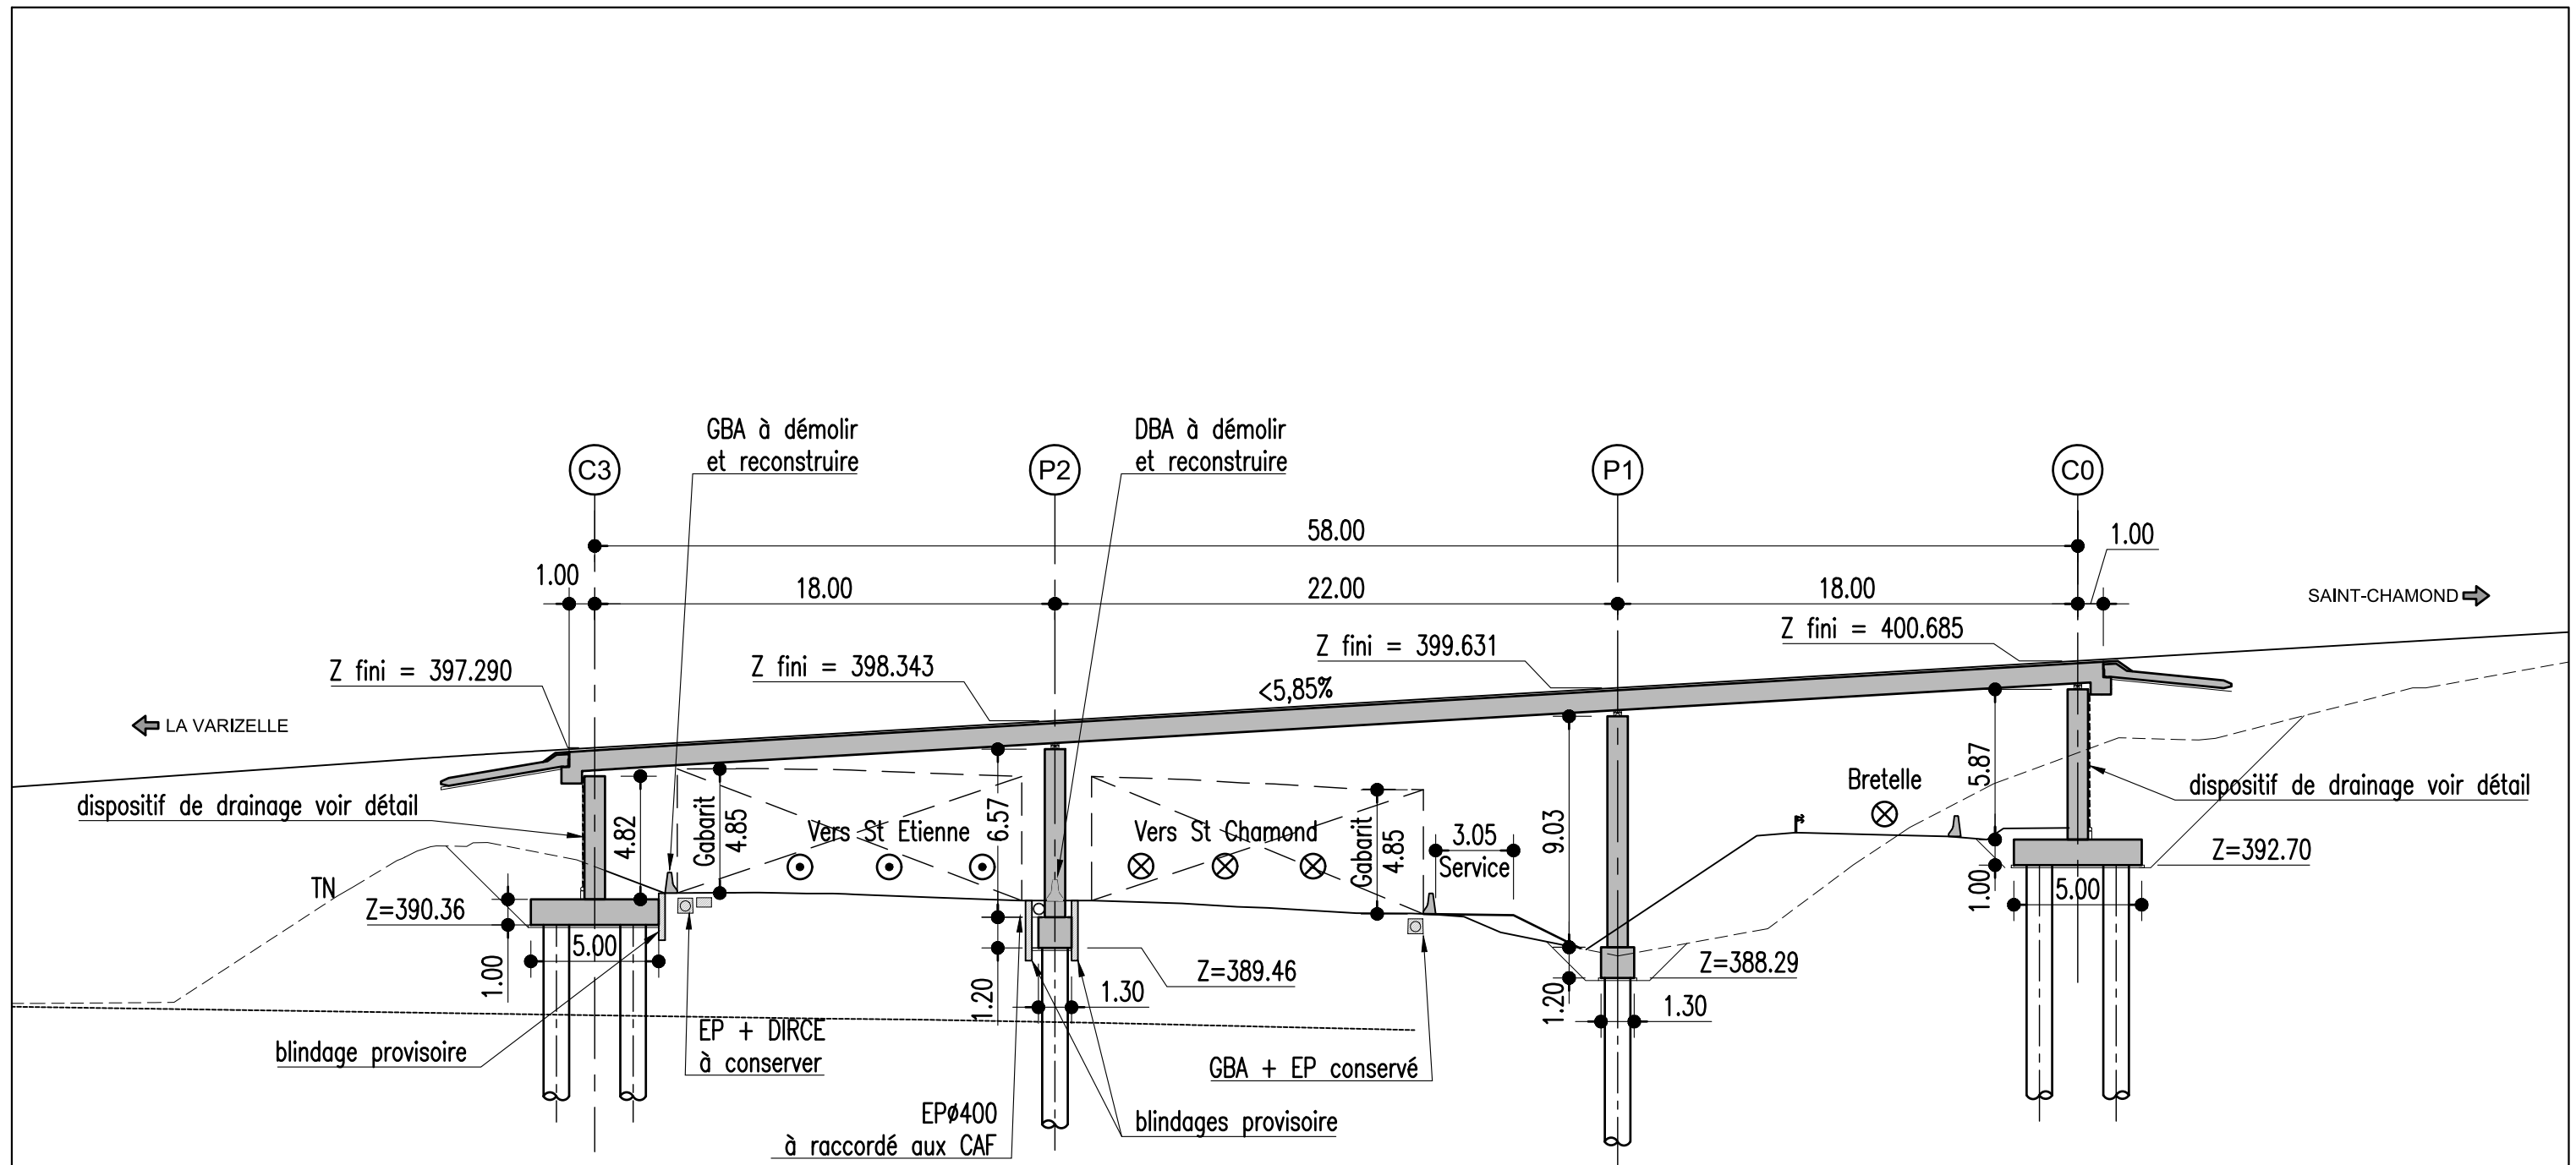 GBA à démolir
et reconstruire
DBA à démolir
et reconstruire
C3
P2
P1
C0
58.00
1.00
1.00
18.00
22.00
18.00
SAINT-CHAMOND
Z fini = 397.290
Z fini = 398.343
Z fini = 399.631
Z fini = 400.685
<5,85%
LA VARIZELLE
dispositif de drainage voir détail
4.82
Gabarit
4.85
Vers St Etienne
6.57
Vers St Chamond
Gabarit
4.85
3.05
Service
9.03
Bretelle
5.87
dispositif de drainage voir détail
TN
Z=390.36
5.00
1.00
Z=389.46
1.20
1.30
Z=388.29
1.20
1.30
Z=392.70
1.00
5.00
EP + DIRCE
à conserver
blindage provisoire
GBA + EP conservé
EPø400
à raccordé aux CAF
blindages provisoire